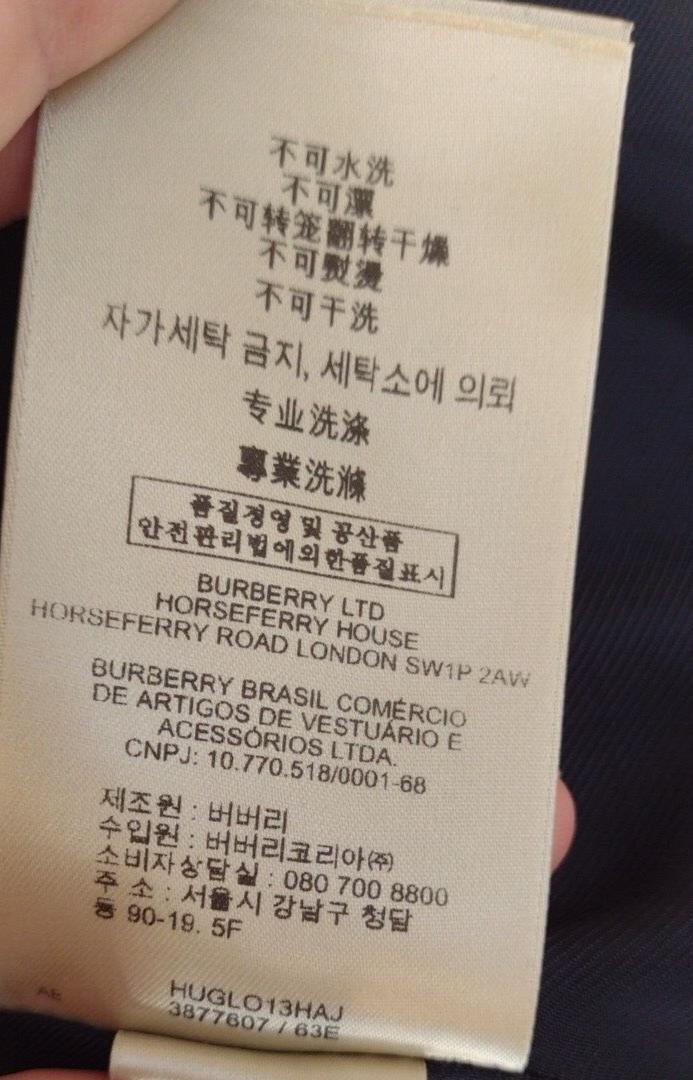 不可水洗
不可漂
不可转笼翻转干燥
不可熨烫
不可干洗
자가세탁 금지, 세탁소에 의뢰
专业洗涤
專業洗滌
품질경영 및 공산품
안전관리법에의한품질표시
BURBERRY LTD
HORSEFERRY HOUSE
HORSEFERRY ROAD LONDON SW1P 2AW
BURBERRY BRASIL COMÉRCIO
DE ARTIGOS DE VESTUÁRIO E
ACESSÓRIOS LTDA.
CNPJ: 10.770.518/0001-68
제조원 : 버버리
수입원 : 버버리코리아㈜
소비자상담실 : 080 700 8800
주 소 : 서울시 강남구 청담
동 90-19. 5F
AE
HUGLO13HAJ
3877607 / 63E